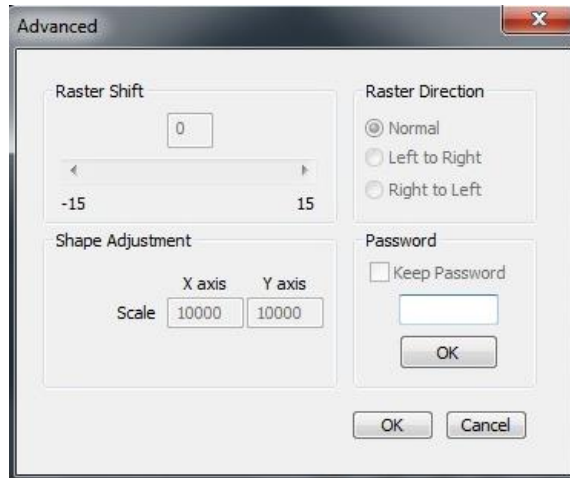 Advanced
x
Raster Shift
0
-15 15
Raster Direction
Normal
Left to Right
Right to Left
Shape Adjustment
X axis Y axis
Scale 10000 10000
Password
Keep Password
OK
OK Cancel